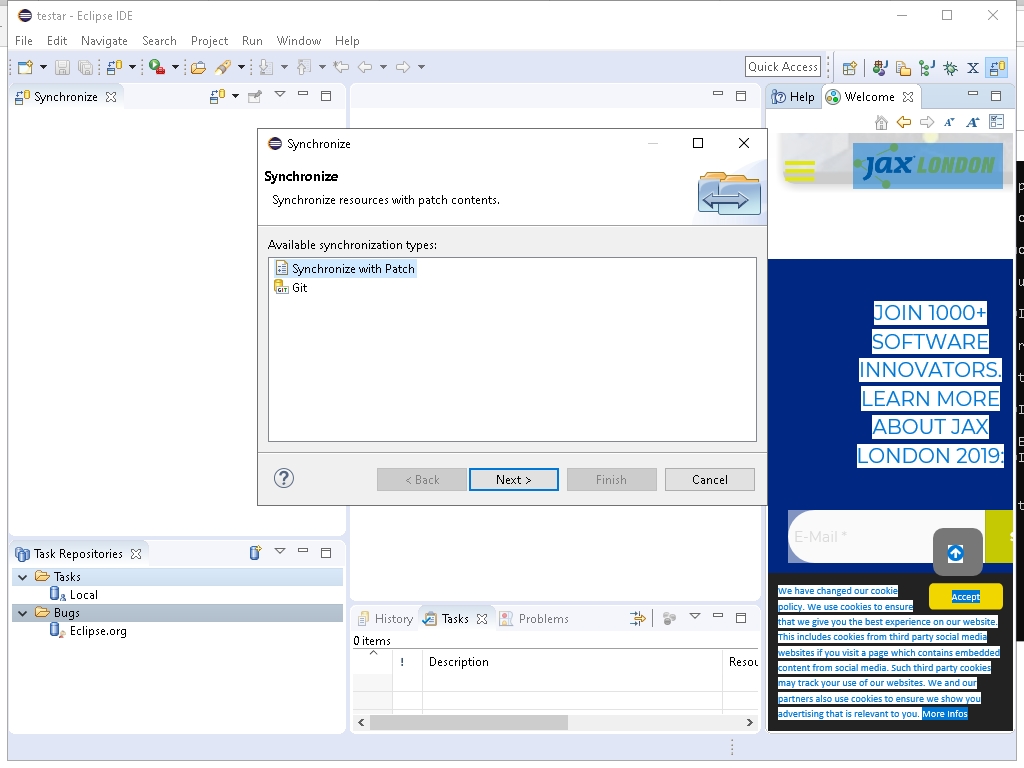 testar - Eclipse IDE
File Edit Navigate Search Project Run Window Help
Quick Access
Synchronize
Help
Welcome
Synchronize
Synchronize
Synchronize resources with patch contents.
Available synchronization types:
Synchronize with Patch
GIT Git
< Back Next > Finish Cancel
JAX LONDON
JOIN 1000+
SOFTWARE
INNOVATORS.
LEARN MORE
ABOUT JAX
LONDON 2019:
E-Mail *
We have changed our cookie
policy. We use cookies to ensure
that we give you the best experience on our website.
This includes cookies from third party social media
websites if you visit a page which contains embedded
content from social media. Such third party cookies
may track your use of our websites. We and our
partners also use cookies to ensure we show you
advertising that is relevant to you. More Infos
Accept
Task Repositories
Tasks
Local
Bugs
Eclipse.org
History Tasks Problems
0 items
! Description Resou